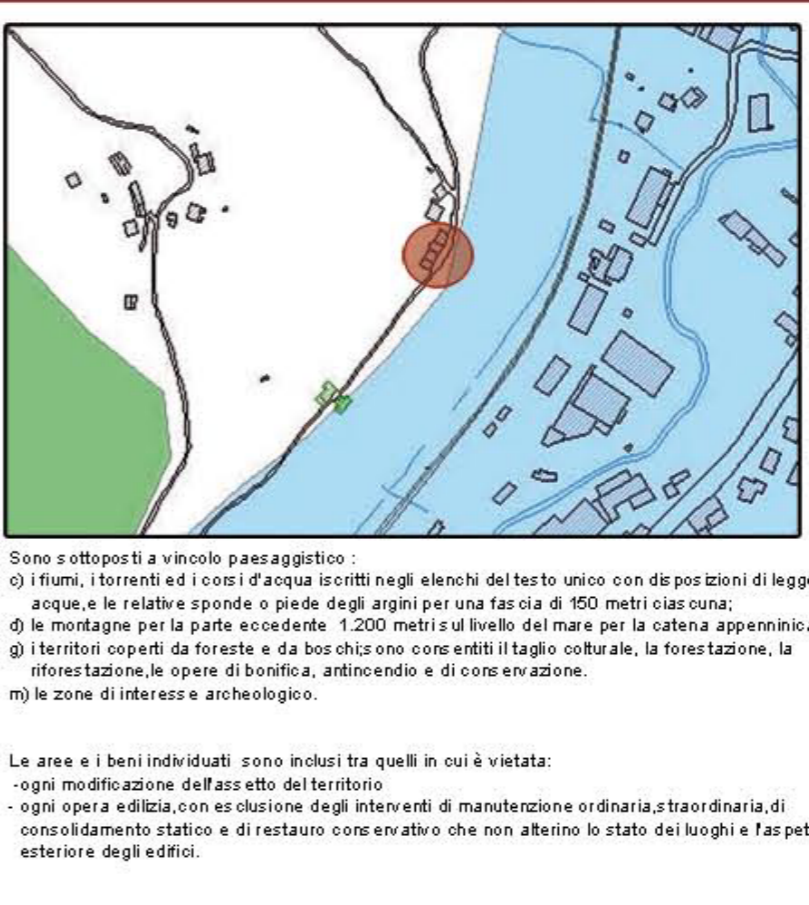 Sono sottoposti a vincolo paesaggistico :
c) i fiumi, i torrenti ed i corsi d'acqua iscritti negli elenchi del testo unico con disposizioni di legge
acque,e le relative sponde o piede degli argini per una fascia di 150 metri ciascuna;
d) le montagne per la parte eccedente 1.200 metri sul livello del mare per la catena appenninic
g) i territori coperti da foreste e da boschi;sono consentiti il taglio colturale, la forestazione, la
riforestazione,le opere di bonifica, antincendio e di conservazione.
m) le zone di interesse archeologico.
Le aree e i beni individuati sono inclusi tra quelli in cui è vietata:
-ogni modificazione dell'assetto del territorio
- ogni opera edilizia,con esclusione degli interventi di manutenzione ordinaria,straordinaria,di
consolidamento statico e di restauro conservativo che non alterino lo stato dei luoghi e l'aspet
esteriore degli edifici.